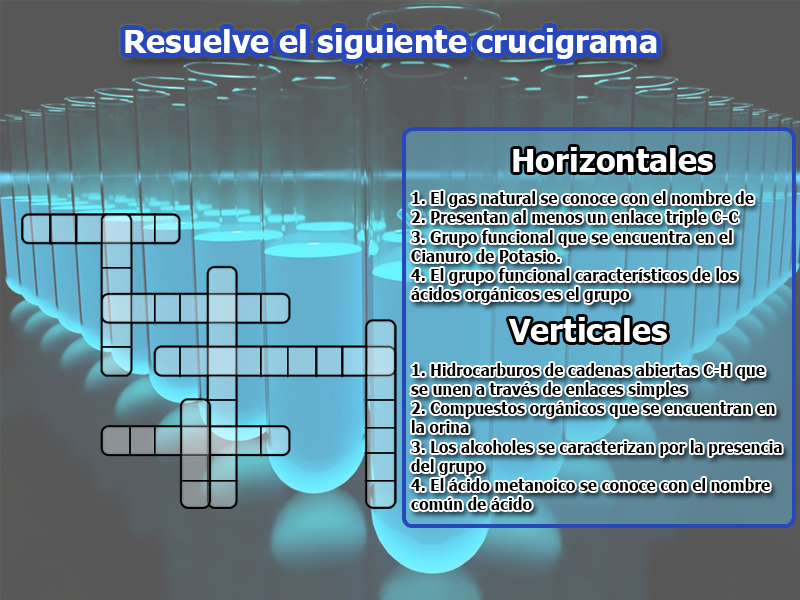 Resuelve el siguiente crucigrama
Horizontales
1. El gas natural se conoce con el nombre de
2. Presentan al menos un enlace triple C-C
3. Grupo funcional que se encuentra en el
Cianuro de Potasio.
4. El grupo funcional característicos de los
ácidos orgánicos es el grupo
Verticales
1. Hidrocarburos de cadenas abiertas C-H que
se unen a través de enlaces simples
2. Compuestos orgánicos que se encuentran en
la orina
3. Los alcoholes se caracterizan por la presencia
del grupo
4. El ácido metanoico se conoce con el nombre
común de ácido